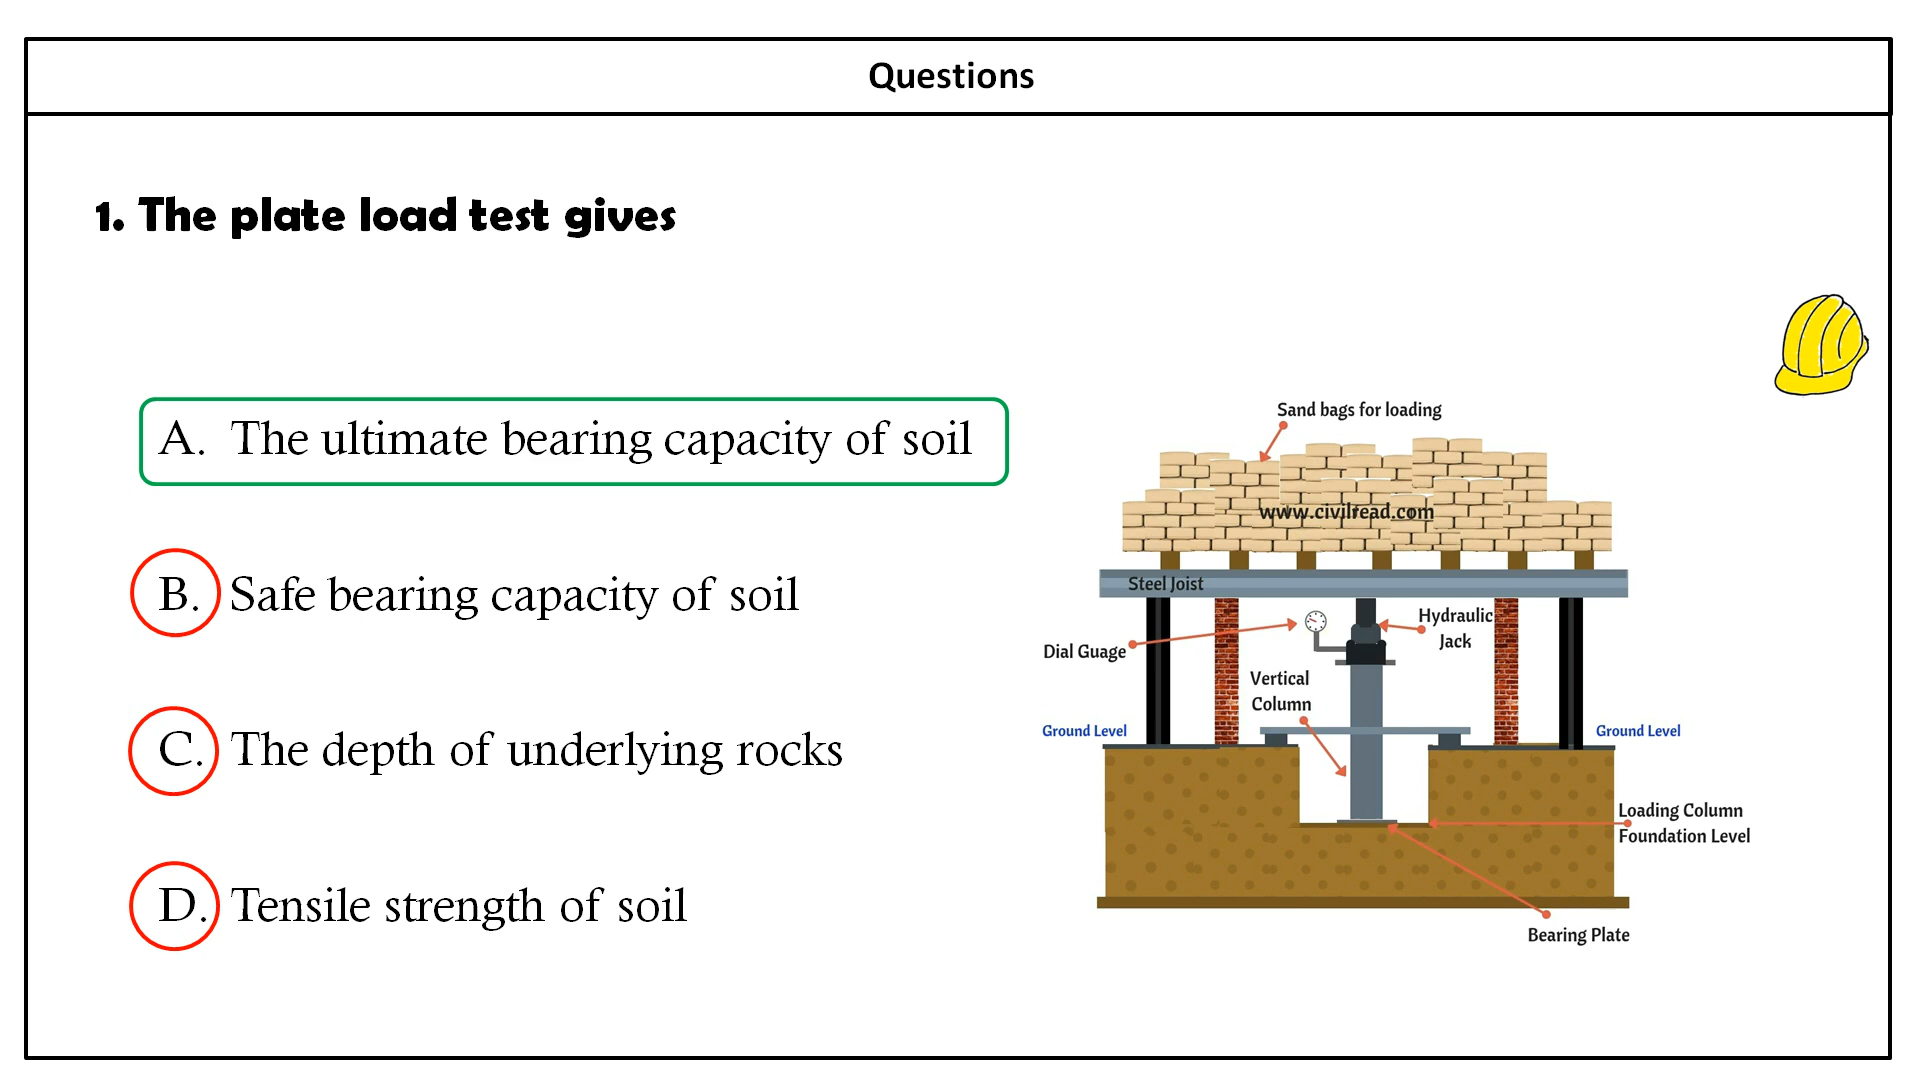 Questions
1. The plate load test gives
A. The ultimate bearing capacity of soil
B. Safe bearing capacity of soil
C. The depth of underlying rocks
D. Tensile strength of soil
Sand bags for loading
www.civilread.com
Steel Joist
Hydraulic
Jack
Dial Guage
Vertical
Column
Ground Level
Ground Level
Loading Column
Foundation Level
Bearing Plate